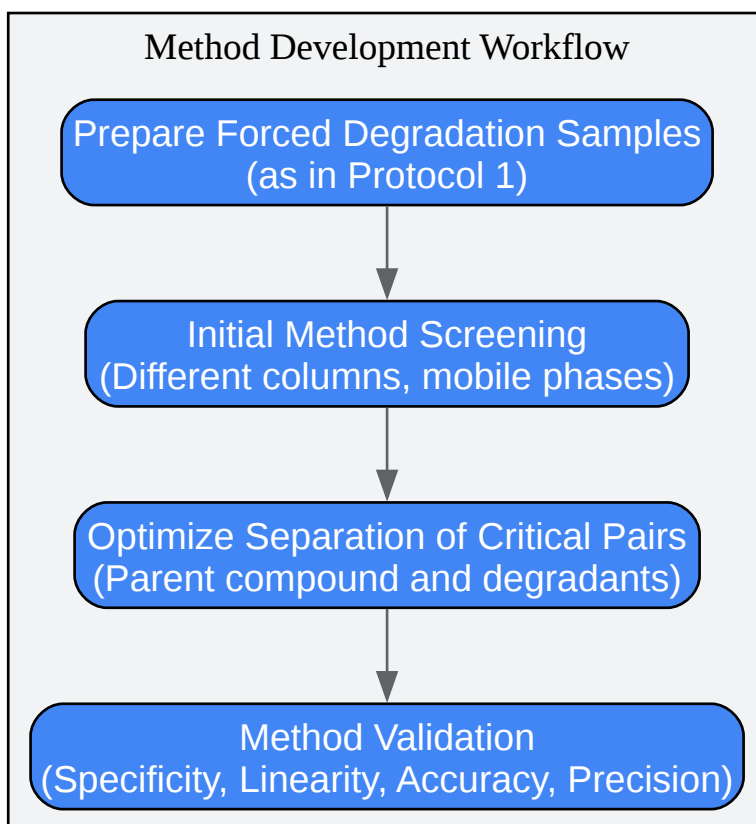 Method Development Workflow
Prepare Forced Degradation Samples
(as in Protocol 1)
Initial Method Screening
(Different columns, mobile phases)
Optimize Separation of Critical Pairs
(Parent compound and degradants)
Method Validation
(Specificity, Linearity, Accuracy, Precision)